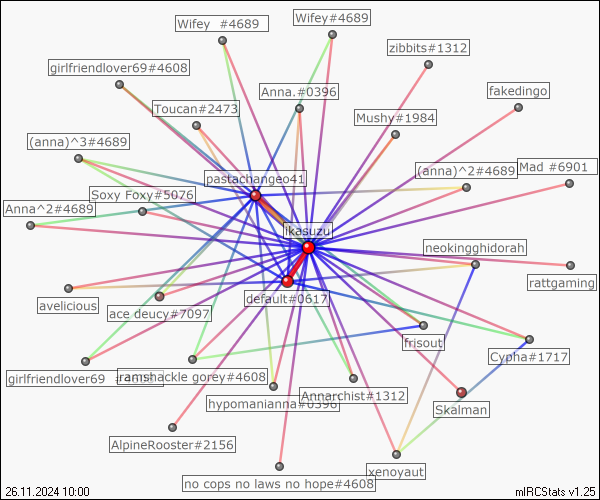 Wifey #4689
Wifey#4689
zibbits#1312
girlfriendlover69#4608
Anna.#0396
fakedingo
Toucan#2473
Mushy#1984
(anna)^3#4689
pastachangeo41
(anna)^2#4689
Mad #6901
Soxy Foxy#5026
Anna^2#4689
ikasuzu
neokingghidorah
rattgaming
avelicious
default#0617
ace deucy#7097
frisout
Cypha#1717
girlfriendlover69
ramshackle gorey#4608
Annarchist#1312
hypomanianna#0396
Skalman
AlpineRooster#2156
xenoyaut
no cops no laws no hope#4608
26.11.2024 10:00
mIRCStats v1.25